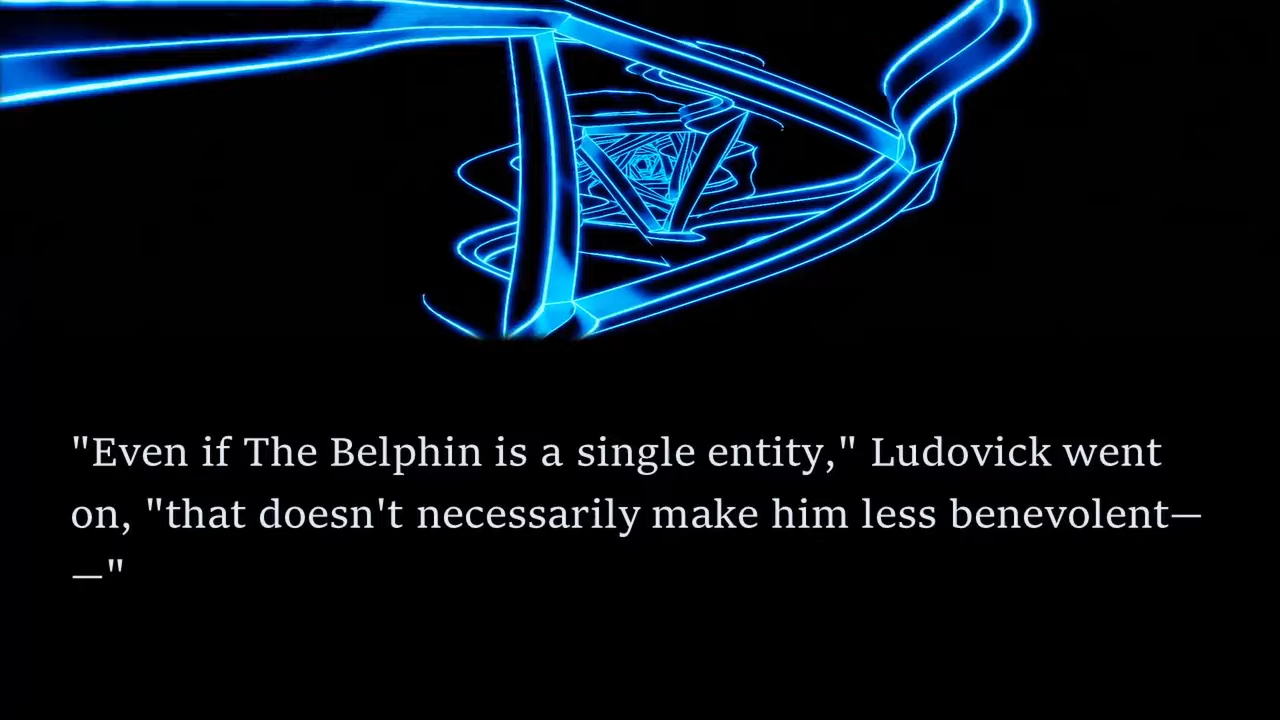 "Even if The Belphin is a single entity," Ludovick went
on, "that doesn't necessarily make him less benevolent—
—"